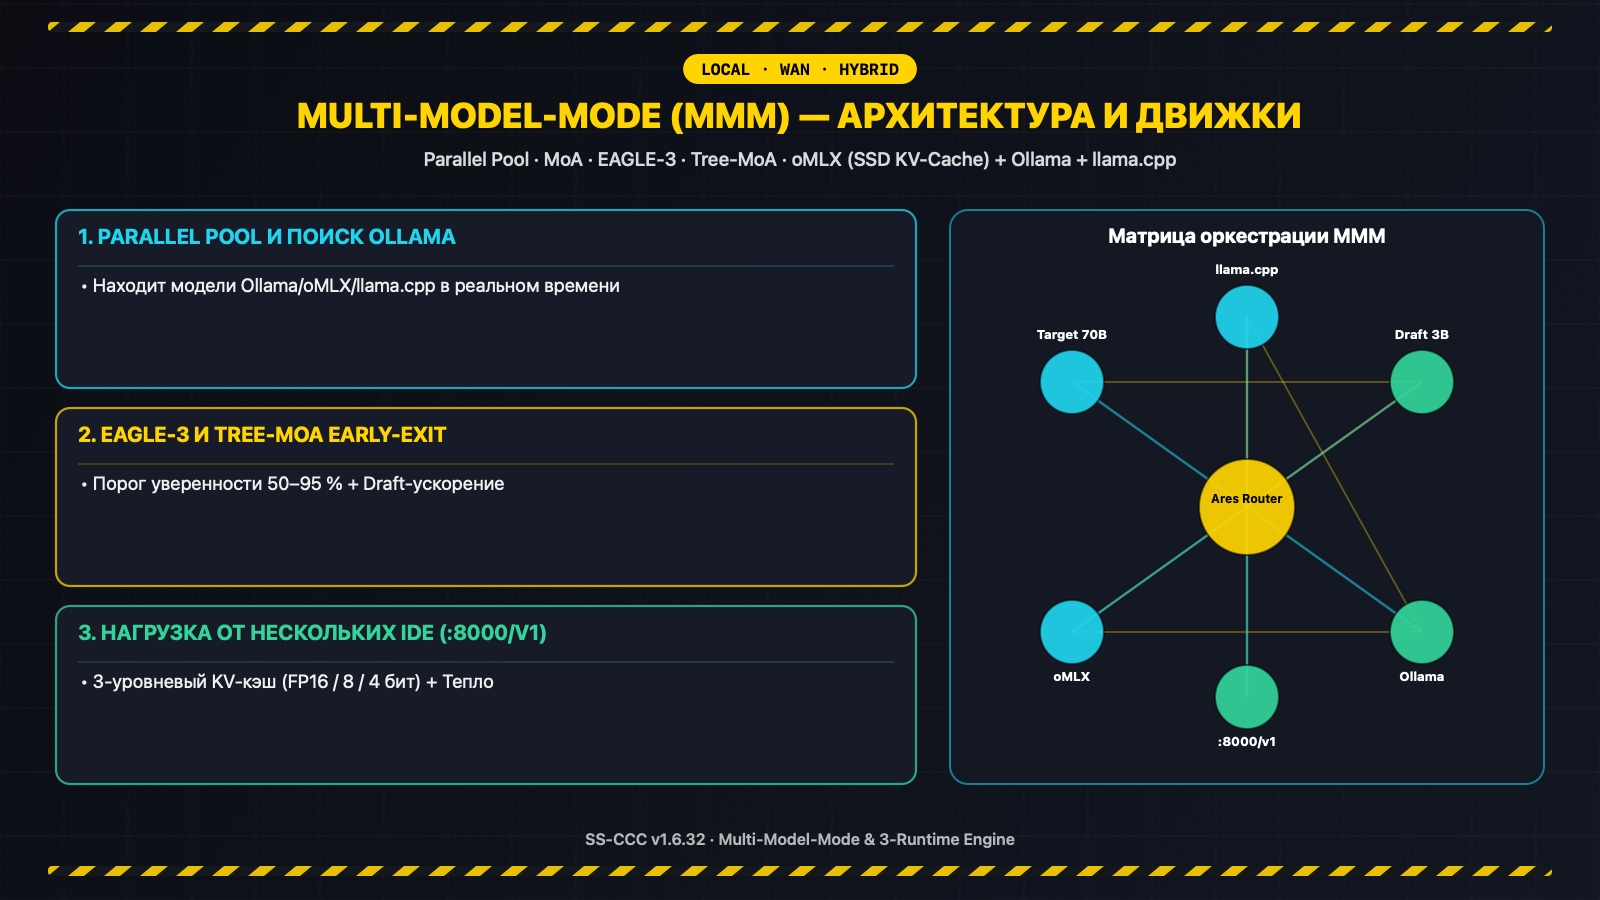 LOCAL · WAN · HYBRID
MULTI-MODEL-MODE (MMM) — АРХИТЕКТУРА И ДВИЖКИ
Parallel Pool · MoA · EAGLE-3 · Tree-MoA · oMLX (SSD KV-Cache) + Ollama + llama.cpp
1. PARALLEL POOL И ПОИСК OLLAMA
• Находит модели Ollama/oMLX/llama.cpp в реальном времени
2. EAGLE-3 И TREE-MOA EARLY-EXIT
• Порог уверенности 50–95 % + Draft-ускорение
3. НАГРУЗКА ОТ НЕСКОЛЬКИХ IDE (:8000/V1)
• 3-уровневый KV-кэш (FP16 / 8 / 4 бит) + Тепло
Матрица оркестрации MMM
llama.cpp
Target 70B
Draft 3B
Ares Router
oMLX
Ollama
:8000/v1
SS-CCC v1.6.32 · Multi-Model-Mode & 3-Runtime Engine